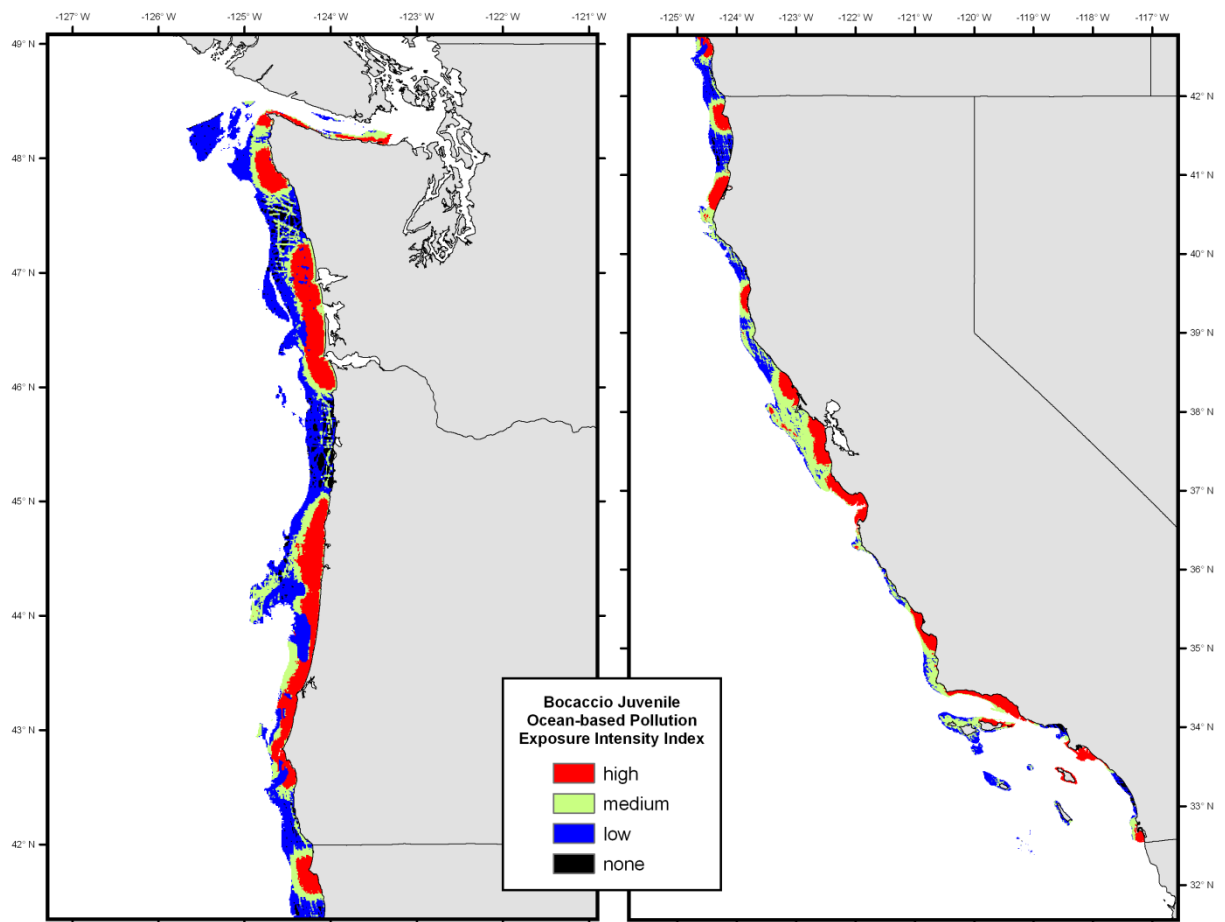 -127° W -126° W -125° W -124° W -123° W -122° W -121° W
-125° W -124° W -123° W -122° W -121° W -120° W -119° W -118° W -117° W
49° N
48° N
47° N
46° N
45° N
44° N
43° N
42° N
42° N
41° N
40° N
39° N
38° N
37° N
36° N
35° N
34° N
33° N
32° N
Bocaccio Juvenile
Ocean-based Pollution
Exposure Intensity Index
high
medium
low
none